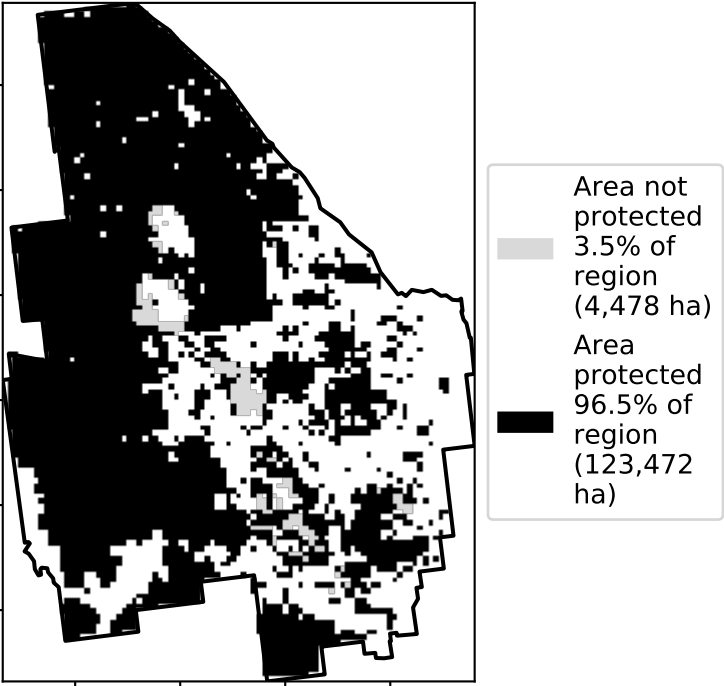 Area not
protected
3.5% of
region
(4,478 ha)
Area
protected
96.5% of
region
(123,472
ha)